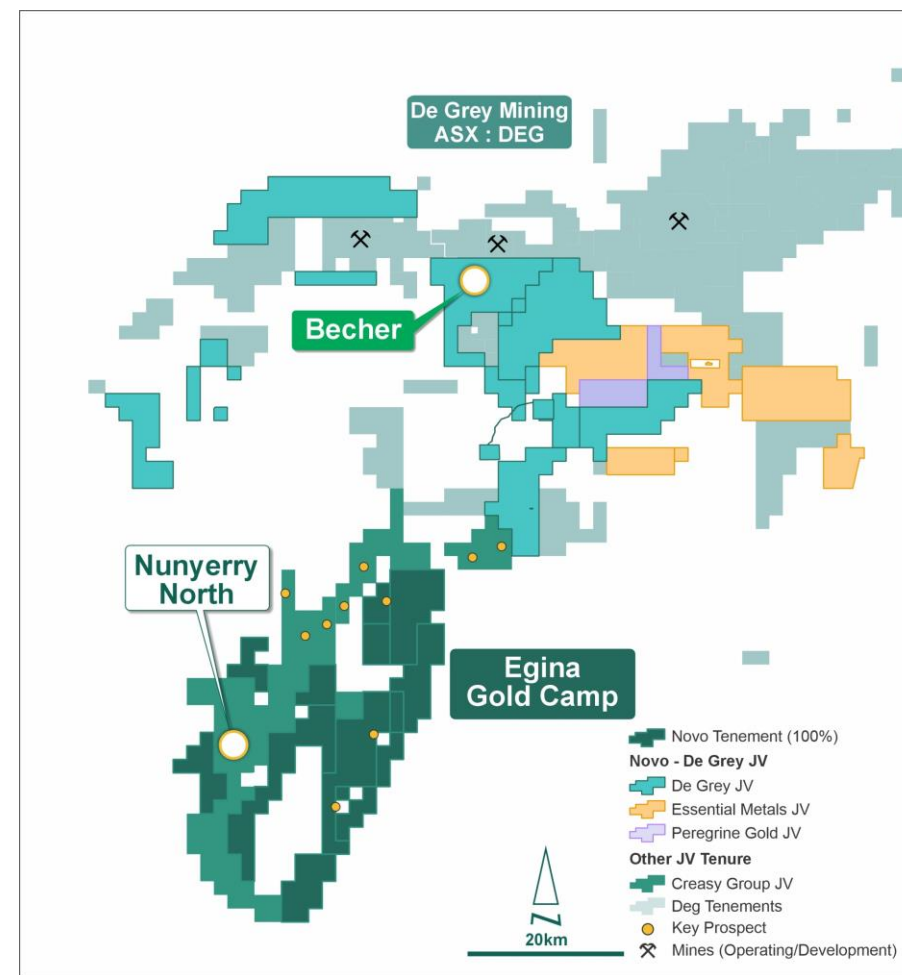 De Grey Mining
ASX : DEG
Becher
Nunyerry
North
Egina
Gold Camp
Novo Tenement (100%)
Novo - De Grey JV
De Grey JV
Essential Metals JV
Peregrine Gold JV
Other JV Tenure
Creasy Group JV
Deg Tenements
Key Prospect
Mines (Operating/Development)
N
20km